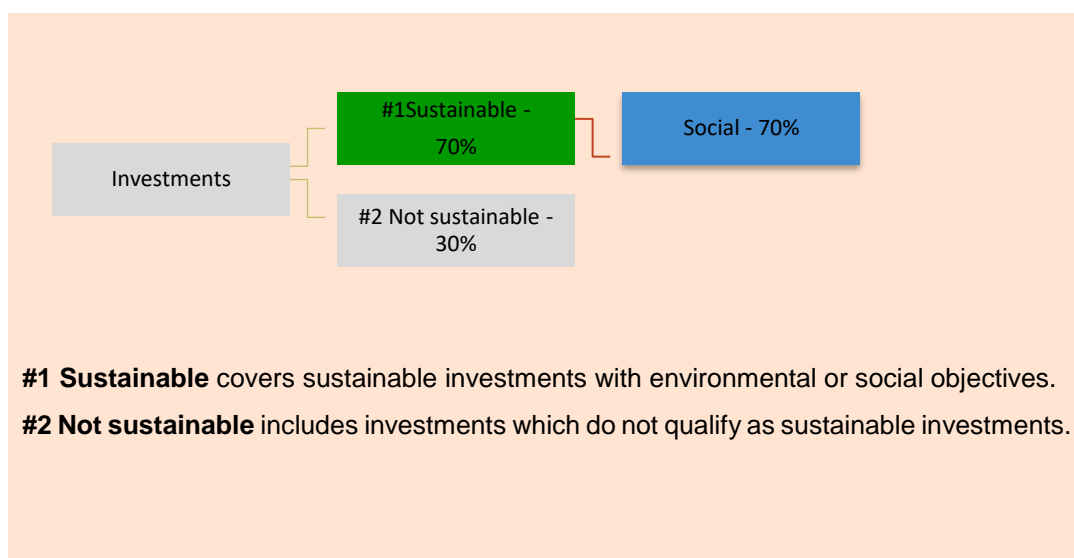 #1Sustainable -
70%
Social - 70%
Investments
#2 Not sustainable -
30%
#1 Sustainable covers sustainable investments with environmental or social objectives.
#2 Not sustainable includes investments which do not qualify as sustainable investments.